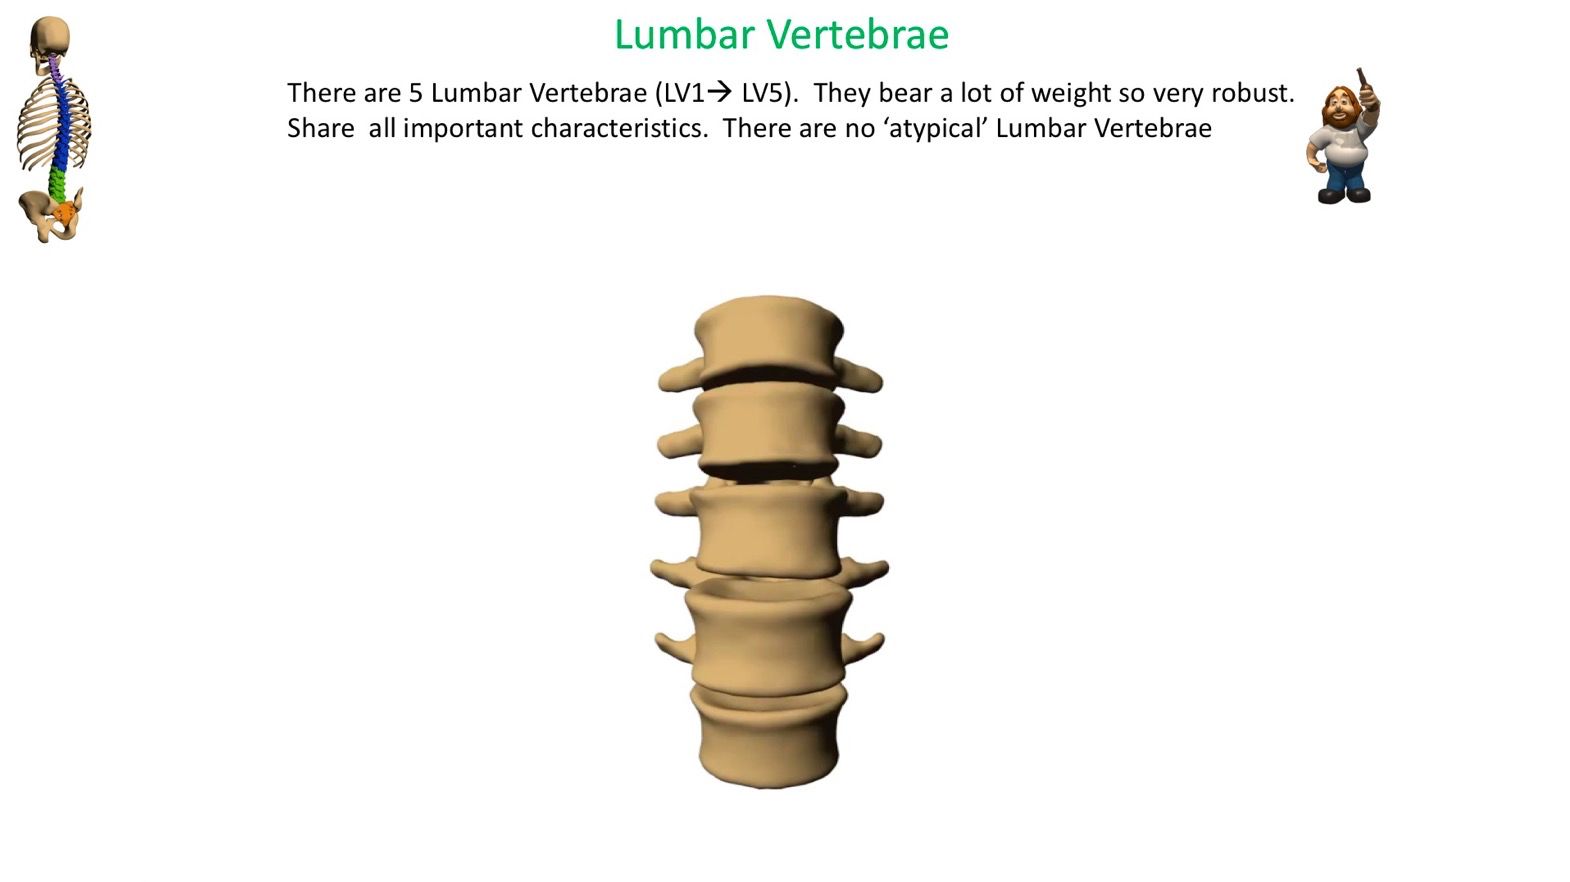 Lumbar Vertebrae
There are 5 Lumbar Vertebrae (LV1→ LV5).  They bear a lot of weight so very robust.
Share  all important characteristics.  There are no ‘atypical’ Lumbar Vertebrae